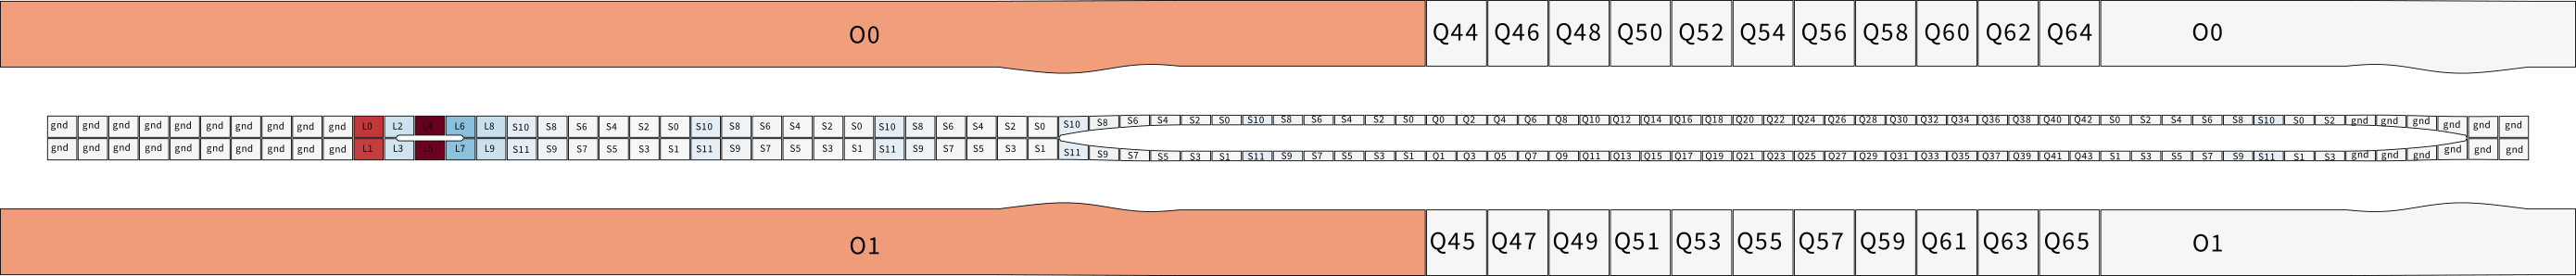 O0 Q44 Q46 Q48 Q50 Q52 Q54 Q56 Q58 Q60 Q62 Q64 O0
gnd gnd gnd gnd gnd gnd gnd gnd gnd gnd L0 L2 L4 L6 L8 S10 S8 S6 S4 S2 S0 S10 S8 S6 S4 S2 S0 S10 S8 S6 S4 S2 S0 S10 S8 S6 S4 S2 S0 S10 S8 S6 S4 S2 S0 Q0 Q2 Q4 Q6 Q8 Q10 Q12 Q14 Q16 Q18 Q20 Q22 Q24 Q26 Q28 Q30 Q32 Q34 Q36 Q38 Q40 Q42 S0 S2 S4 S6 S8 S10 S0 S2 gnd gnd gnd gnd gnd gnd
gnd gnd gnd gnd gnd gnd gnd gnd gnd gnd L1 L3 L5 L7 L9 S11 S9 S7 S5 S3 S1 S11 S9 S7 S5 S3 S1 S11 S9 S7 S5 S3 S1 S11 S9 S7 S5 S3 S1 S11 S9 S7 S5 S3 S1 Q1 Q3 Q5 Q7 Q9 Q11 Q13 Q15 Q17 Q19 Q21 Q23 Q25 Q27 Q29 Q31 Q33 Q35 Q37 Q39 Q41 Q43 S1 S3 S5 S7 S9 S11 S1 S3 gnd gnd gnd gnd gnd gnd
O1 Q45 Q47 Q49 Q51 Q53 Q55 Q57 Q59 Q61 Q63 Q65 O1